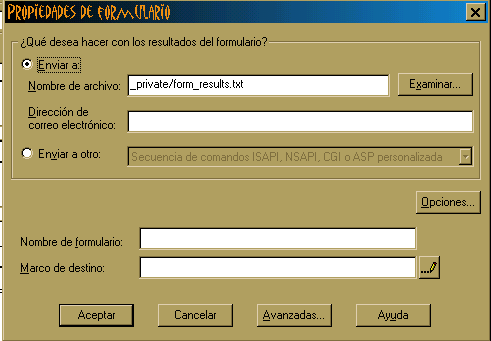 Propiedades de formulario
¿Qué desea hacer con los resultados del formulario?
Enviar a:
Nombre de archivo: _private/form_results.txt Examinar...
Dirección de
correo electrónico:
Enviar a otro: Secuencia de comandos ISAPI, NSAPI, CGI o ASP personalizada
Opciones...
Nombre de formulario:
Marco de destino:
Aceptar Cancelar Avanzadas... Ayuda